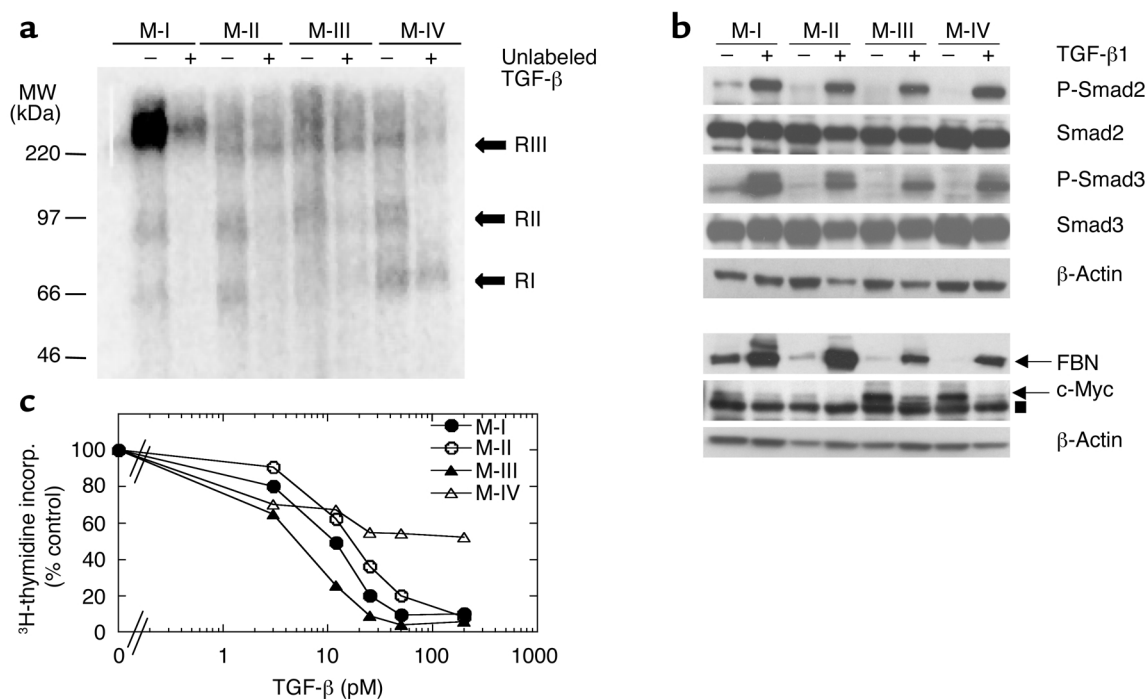 a
M-I M-II M-III M-IV
− + − + − + − +
Unlabeled
TGF-β
MW
(kDa)
220
97
66
46
RIII
RII
RI
b
M-I M-II M-III M-IV
− + − + − + − +
TGF-β1
P-Smad2
Smad2
P-Smad3
Smad3
β-Actin
FBN
c-Myc
β-Actin
c
³H-thymidine incorp.
(% control)
100
80
60
40
20
0
M-I
M-II
M-III
M-IV
0 1 10 100 1000
TGF-β (pM)